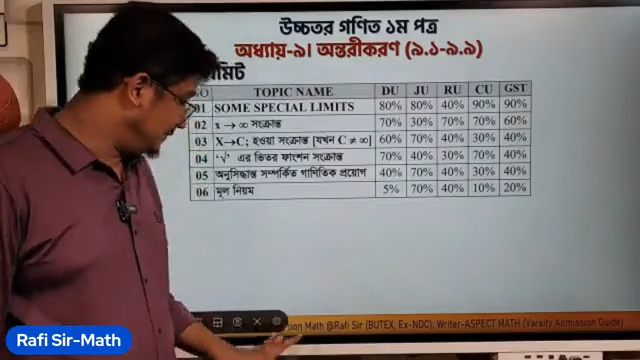 উচ্চতর গণিত ১ম পত্র
অধ্যায়-৯। অন্তরীকরণ (৯.১-৯.৯)
মিট
TOPIC NAME DU JU RU CU GST
01 SOME SPECIAL LIMITS 80% 80% 40% 90% 90%
02 x → ∞ সংক্রান্ত 70% 30% 70% 70% 60%
03 X→C; হওয়া সংক্রান্ত [যখন C ≠ ∞] 60% 70% 40% 30% 40%
04 '√' এর ভিতর ফাংশন সংক্রান্ত 70% 40% 30% 70% 40%
05 অনুসিদ্ধান্ত সম্পর্কিত গাণিতিক প্রয়োগ 40% 70% 40% 30% 40%
06 মূল নিয়ম 5% 70% 40% 10% 20%
Math @Rafi Sir (BUTEX, Ex-NDC); Writer-ASPECT MATH (Varsity Admission Guide)
Rafi Sir-Math